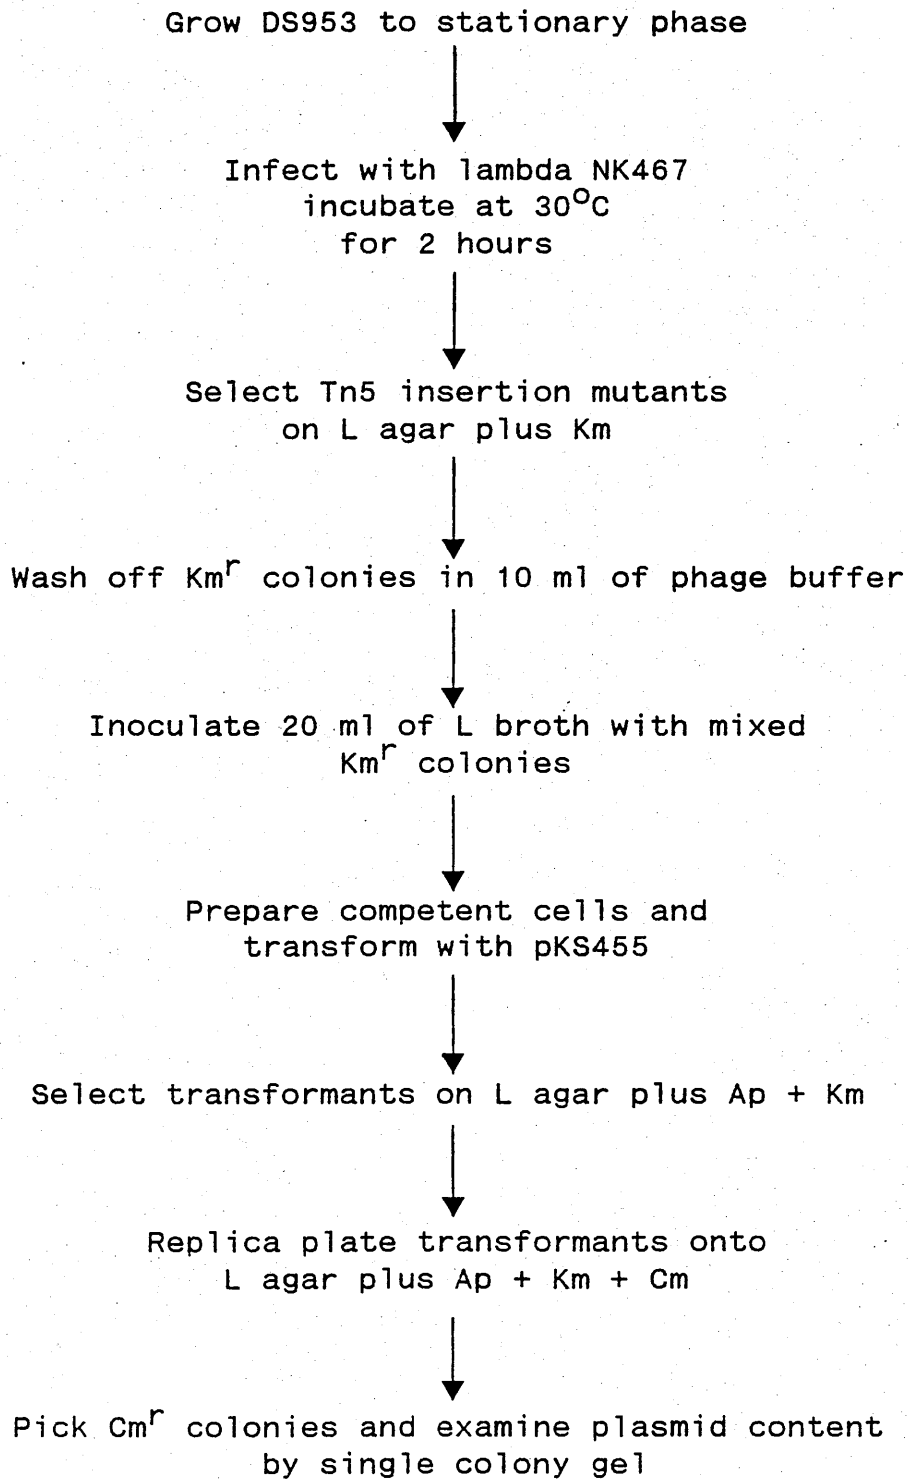 Grow DS953 to stationary phase
Infect with lambda NK467
incubate at 30°C
for 2 hours
Select Tn5 insertion mutants
on L agar plus Km
Wash off Kmʳ colonies in 10 ml of phage buffer
Inoculate 20 ml of L broth with mixed
Kmʳ colonies
Prepare competent cells and
transform with pKS455
Select transformants on L agar plus Ap + Km
Replica plate transformants onto
L agar plus Ap + Km + Cm
Pick Cmʳ colonies and examine plasmid content
by single colony gel